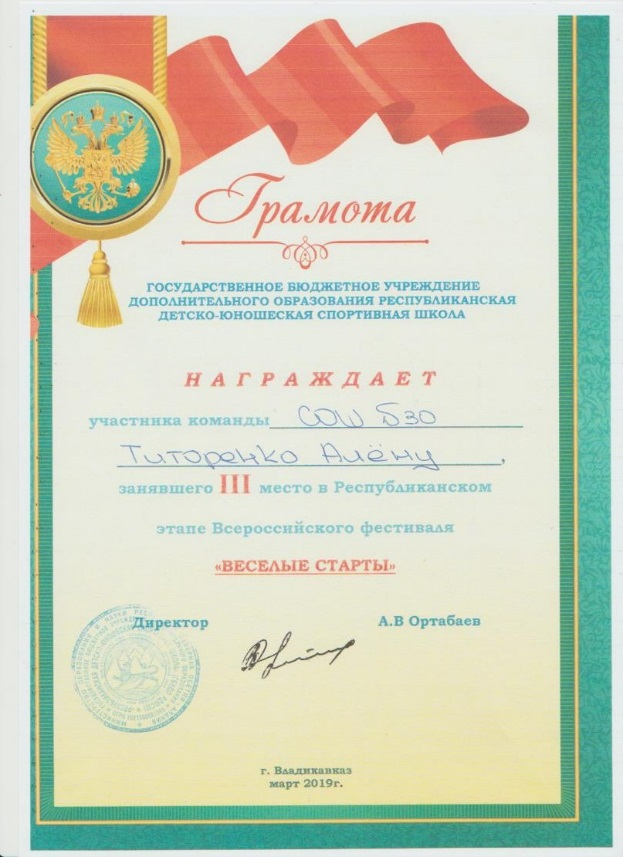 Грамота
ГОСУДАРСТВЕННОЕ БЮДЖЕТНОЕ УЧРЕЖДЕНИЕ
ДОПОЛНИТЕЛЬНОГО ОБРАЗОВАНИЯ РЕСПУБЛИКАНСКАЯ
ДЕТСКО-ЮНОШЕСКАЯ СПОРТИВНАЯ ШКОЛА
НАГРАЖДАЕТ
участника команды СОШ БЗО
Титоренко Алёну,
занявшего III место в Республиканском
этапе Всероссийского фестиваля
«ВЕСЕЛЫЕ СТАРТЫ»
Директор А.В Ортабаев
г. Владикавказ
март 2019г.